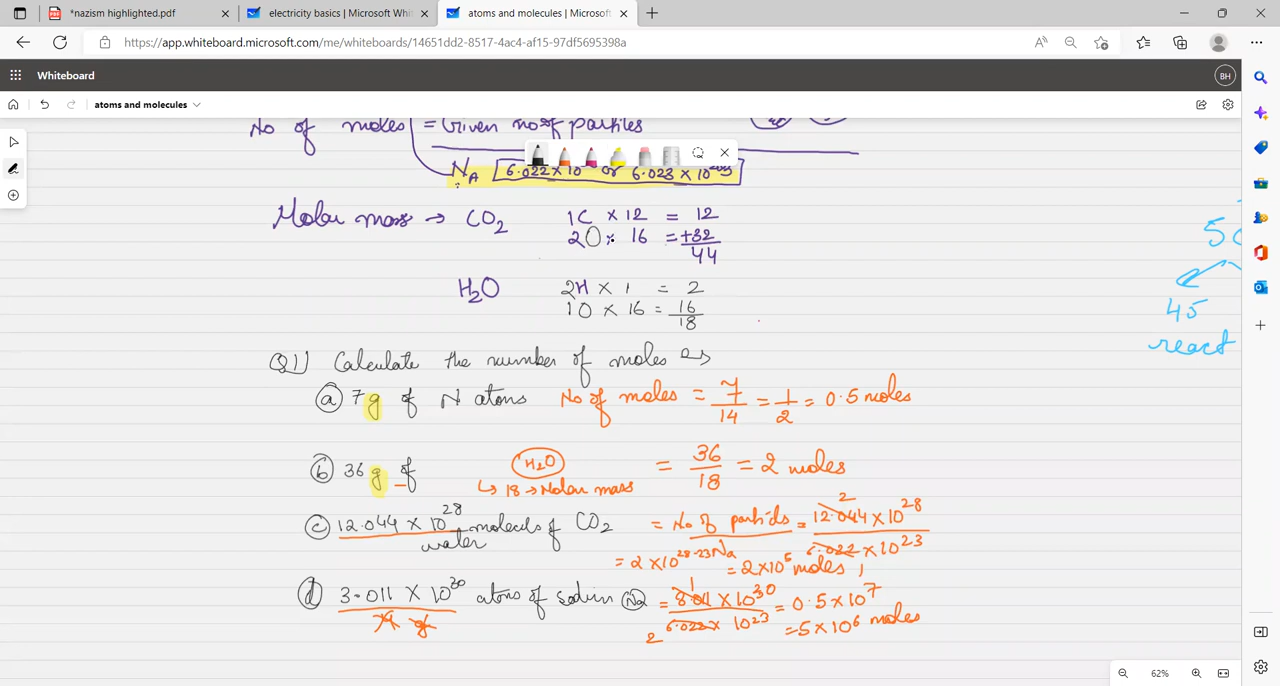 *nazism highlighted.pdf
electricity basics | Microsoft Whi
atoms and molecules | Microsof
https://app.whiteboard.microsoft.com/me/whiteboards/14651dd2-8517-4ac4-af15-97df5695398a
Whiteboard
BH
atoms and molecules
No of moles = Given no of particles
NA 6.022 x 10 or 6.023 x 10
Molar mass → CO2 1C x 12 = 12
2O x 16 = +32
44
H2O 2H x 1 = 2
1O x 16 = 16
18
50
45
react
Q1) Calculate the number of moles
(a) 7g of N atoms No of moles = 7/14 = 1/2 = 0.5 moles
(b) 36 g of H2O = 36/18 = 2 moles
↳ 18 → Molar mass
(c) 12.044 x 10^28 molecules of CO2 = No of particles = 12.044 x 10^28 / 6.022 x 10^23 2
water Na
= 2 x 10^28-23 = 2 x 10^5 moles
(d) 3.011 x 10^30 atoms of sodium = 3.011 x 10^30 / 6.022 x 10^23 = 0.5 x 10^7
1 2
= 5 x 10^6 moles
62%